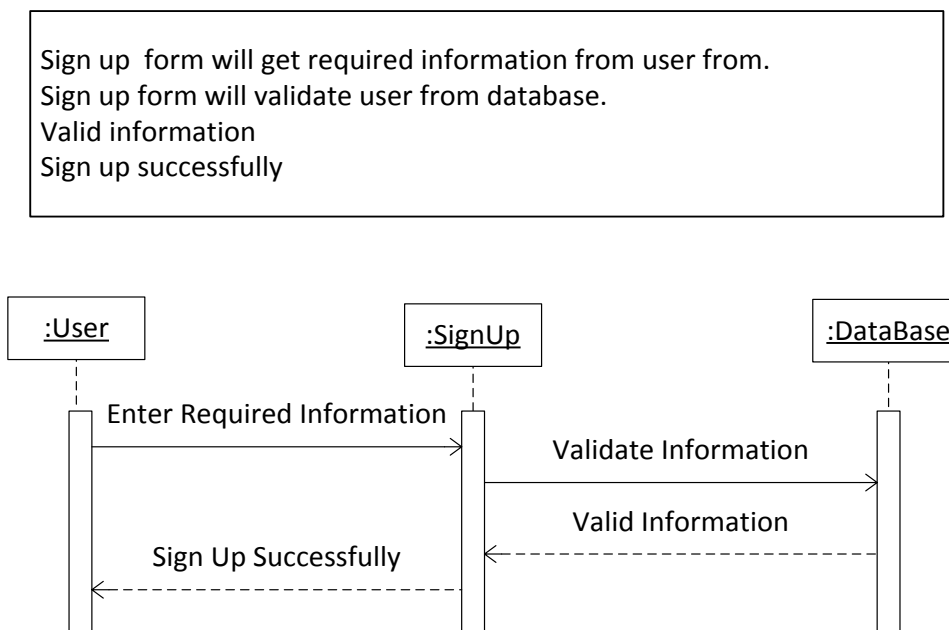 Sign up  form will get required information from user from.
Sign up form will validate user from database.
Valid information
Sign up successfully
:User
:SignUp
:DataBase
Enter Required Information
Validate Information
Valid Information
Sign Up Successfully